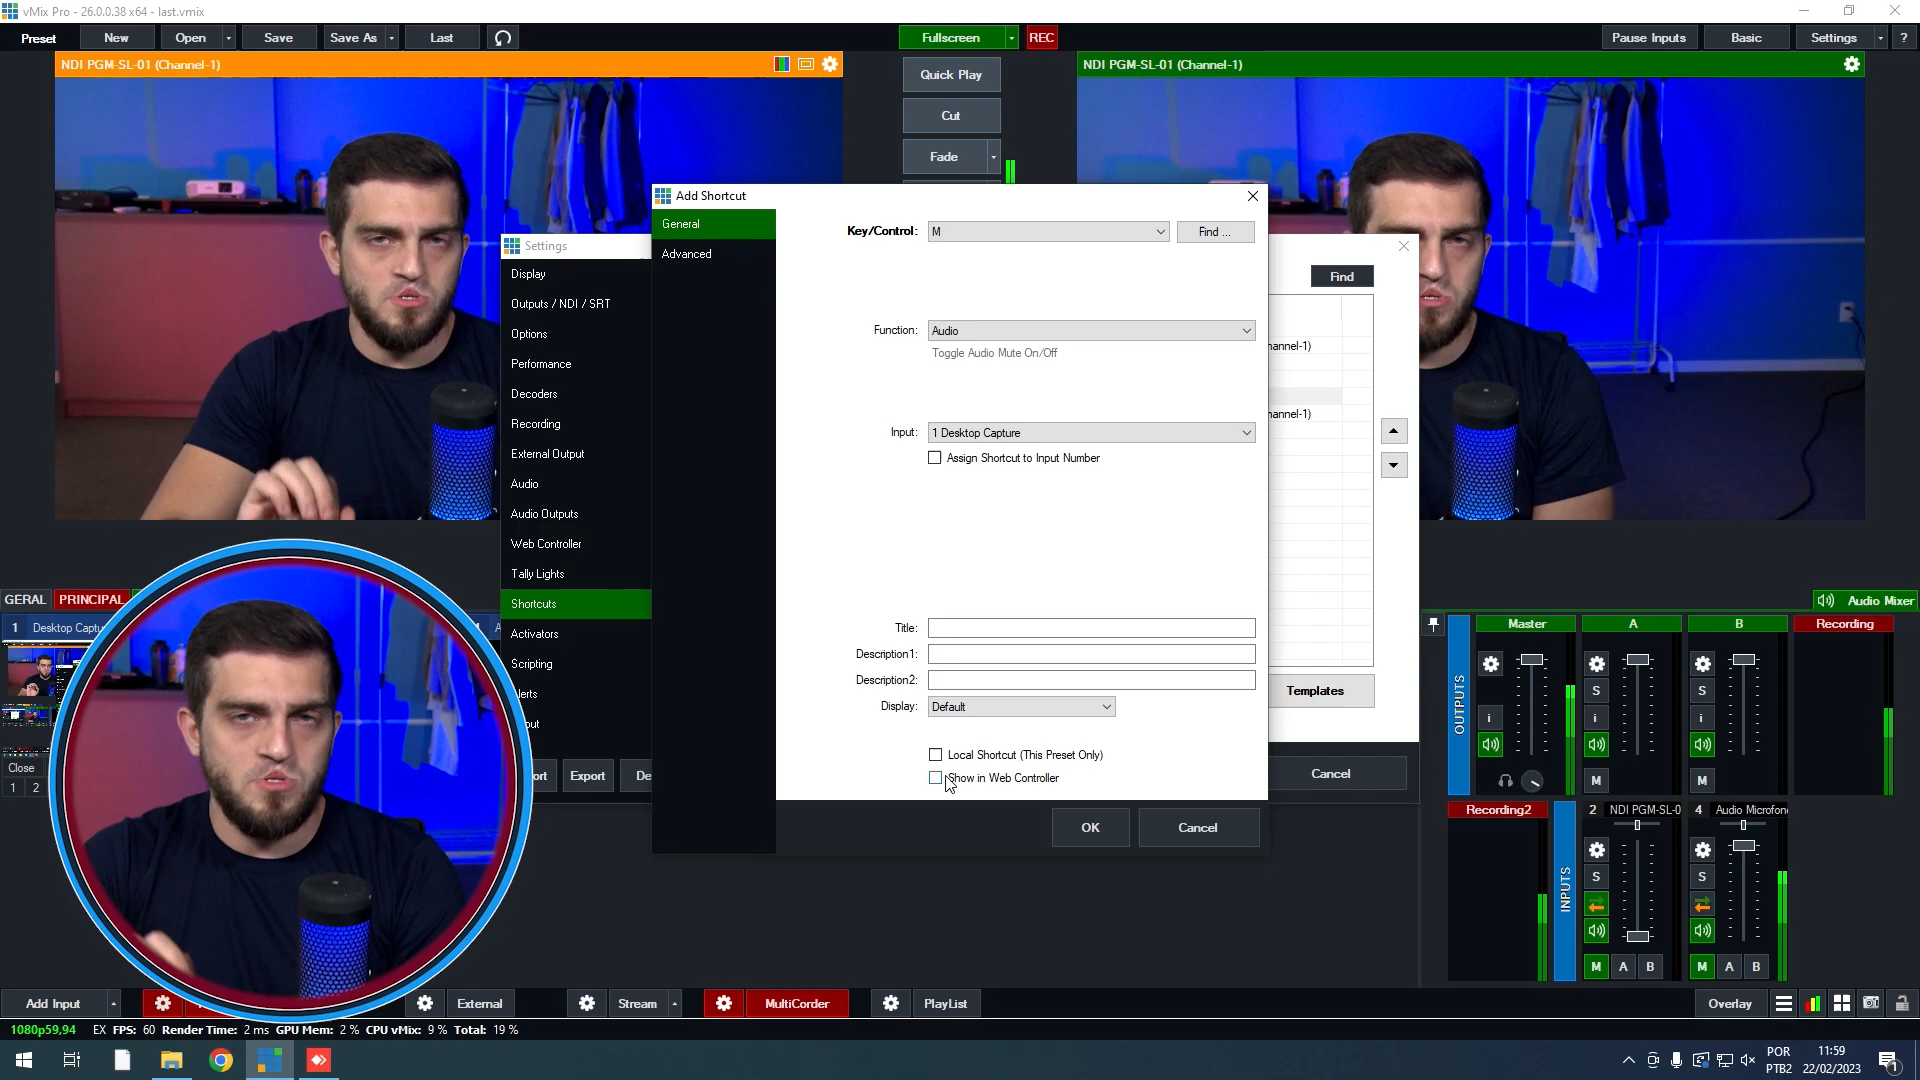 vMix Pro - 26.0.0.38 x64 - last.vmix
Preset
New
Open
Save
Save As
Last
Fullscreen
REC
Pause Inputs
Basic
Settings
?
NDI PGM-SL-01 (Channel-1)
Quick Play
Cut
Fade
NDI PGM-SL-01 (Channel-1)
Settings
Display
Outputs / NDI / SRT
Options
Performance
Decoders
Recording
External Output
Audio
Audio Outputs
Web Controller
Tally Lights
Shortcuts
Activators
Scripting
lerts
out
ort
Export
De
Add Shortcut
General
Advanced
Key/Control:
M
Find ...
Function:
Audio
Toggle Audio Mute On/Off
Input:
1 Desktop Capture
Assign Shortcut to Input Number
Title:
Description1:
Description2:
Display:
Default
Local Shortcut (This Preset Only)
Show in Web Controller
OK
Cancel
Find
hannel-1)
hannel-1)
Templates
Cancel
GERAL
PRINCIPAL
1 Desktop Captu
A
Close
1 2
Audio Mixer
OUTPUTS
Master
A
B
Recording
S
S
i
i
i
M
M
Recording2
INPUTS
2 NDI PGM-SL-0
4 Audio Microfon
S
S
M A B
M A B
Add Input
External
Stream
MultiCorder
PlayList
Overlay
1080p59,94 EX FPS: 60 Render Time: 2 ms GPU Mem: 2 % CPU vMix: 9 % Total: 19 %
POR
PTB2
11:59
22/02/2023
1